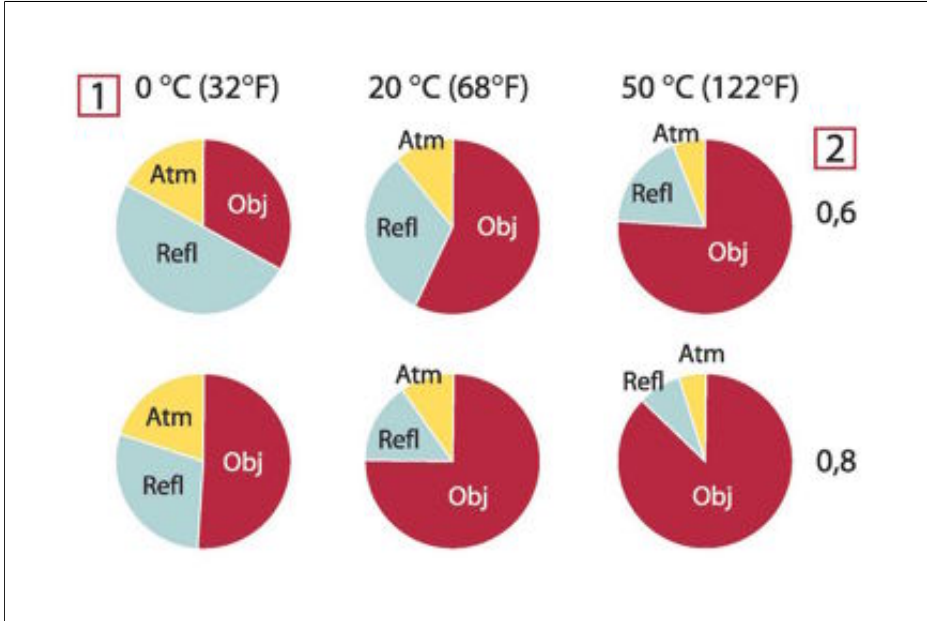 1 0 °C (32°F) 20 °C (68°F) 50 °C (122°F)
Atm Obj Refl
Atm Refl Obj
Atm Refl Obj
2
0,6
Atm Obj Refl
Atm Refl Obj
Atm Refl Obj
0,8